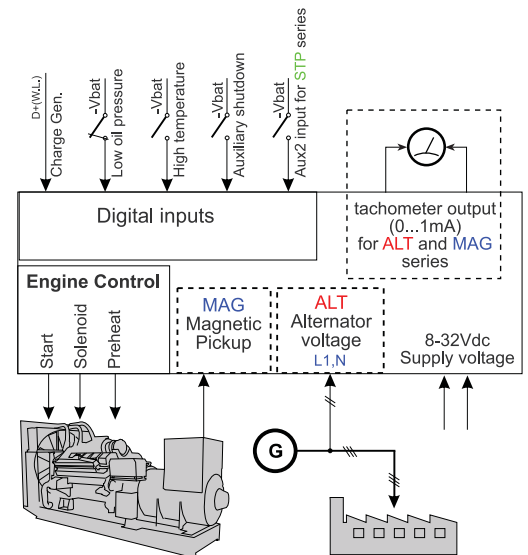 D+(W.L.)
Charge Gen.
-Vbat
Low oil pressure
-Vbat
High temperature
-Vbat
Auxiliary shutdown
-Vbat
Aux2 input for STP series
Digital inputs
tachometer output
(0...1mA)
for ALT and MAG
series
Engine Control
Start
Solenoid
Preheat
MAG
Magnetic
Pickup
ALT
Alternator
voltage
L1,N
8-32Vdc
Supply voltage
G